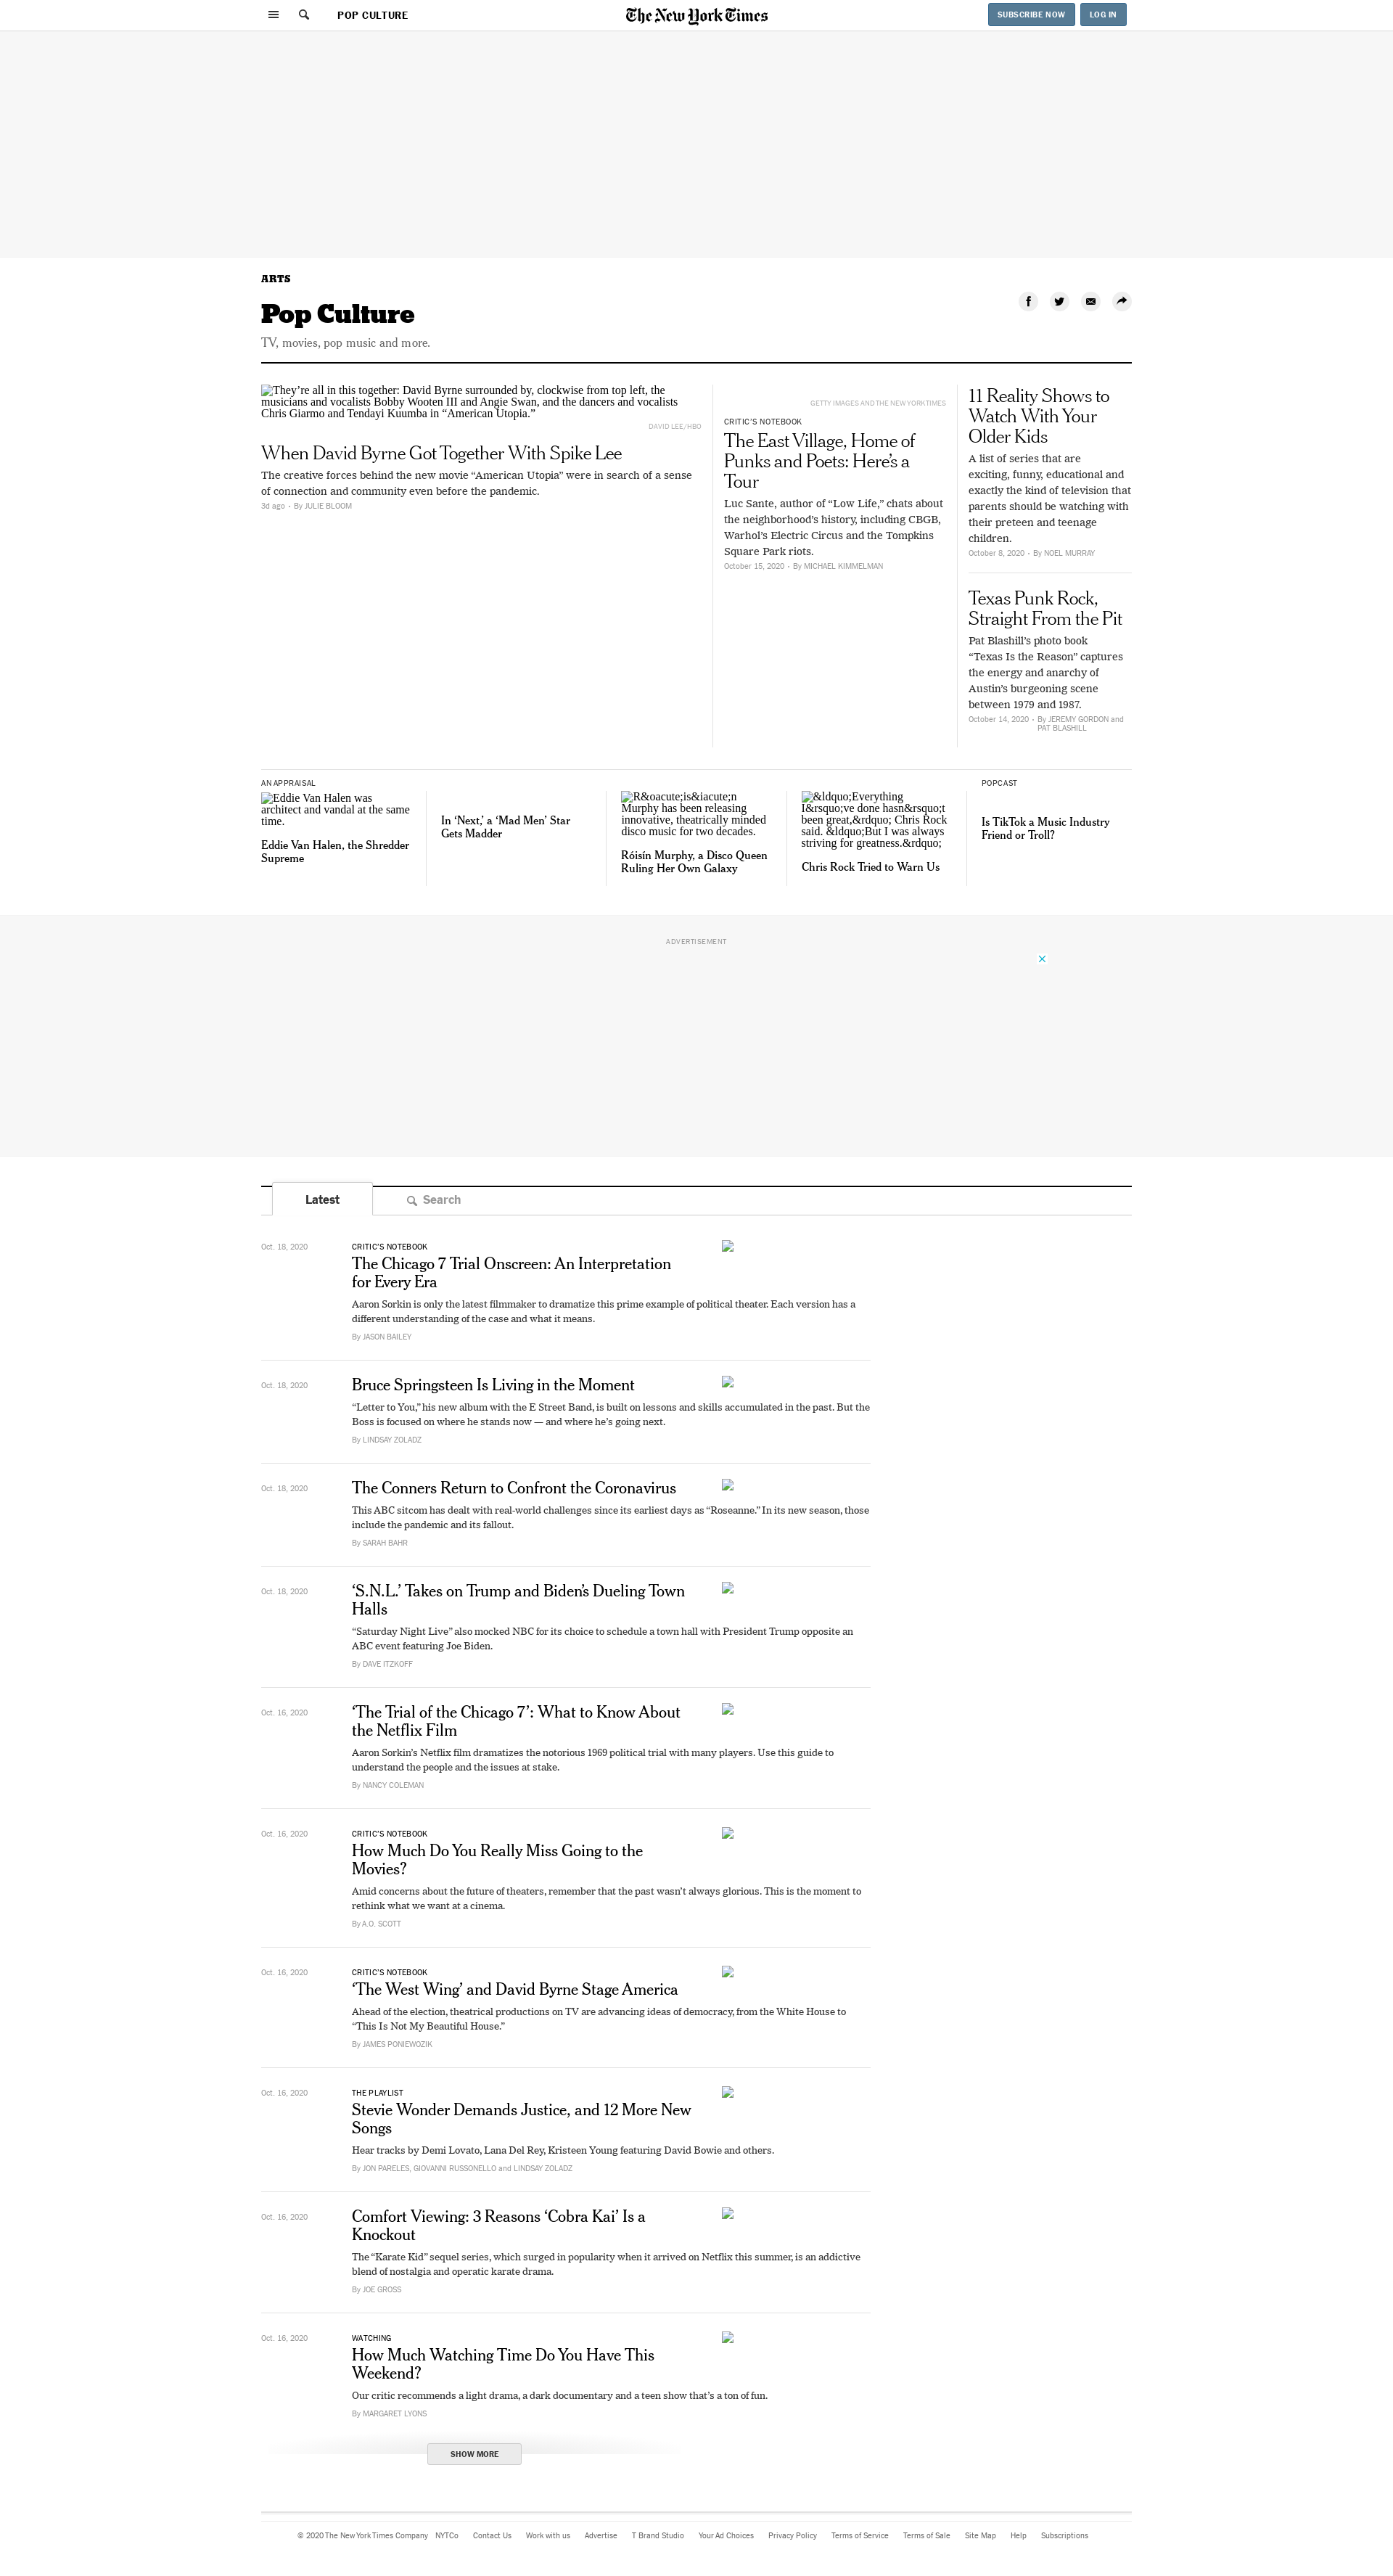 POP CULTURE
The New York Times
SUBSCRIBE NOW
LOG IN
ARTS
Pop Culture
TV, movies, pop music and more.
They’re all in this together: David Byrne surrounded by, clockwise from top left, the
musicians and vocalists Bobby Wooten III and Angie Swan, and the dancers and vocalists
Chris Giarmo and Tendayi Kuumba in “American Utopia.”
DAVID LEE/HBO
When David Byrne Got Together With Spike Lee
The creative forces behind the new movie “American Utopia” were in search of a sense
of connection and community even before the pandemic.
3d ago • By JULIE BLOOM
GETTY IMAGES AND THE NEW YORK TIMES
CRITIC’S NOTEBOOK
The East Village, Home of
Punks and Poets: Here’s a
Tour
Luc Sante, author of “Low Life,” chats about
the neighborhood’s history, including CBGB,
Warhol’s Electric Circus and the Tompkins
Square Park riots.
October 15, 2020 • By MICHAEL KIMMELMAN
11 Reality Shows to
Watch With Your
Older Kids
A list of series that are
exciting, funny, educational and
exactly the kind of television that
parents should be watching with
their preteen and teenage
children.
October 8, 2020 • By NOEL MURRAY
Texas Punk Rock,
Straight From the Pit
Pat Blashill’s photo book
“Texas Is the Reason” captures
the energy and anarchy of
Austin’s burgeoning scene
between 1979 and 1987.
October 14, 2020 • By JEREMY GORDON and
PAT BLASHILL
AN APPRAISAL
Eddie Van Halen was
architect and vandal at the same
time.
Eddie Van Halen, the Shredder
Supreme
In ‘Next,’ a ‘Mad Men’ Star
Gets Madder
R&oacute;is&iacute;n
Murphy has been releasing
innovative, theatrically minded
disco music for two decades.
Róisín Murphy, a Disco Queen
Ruling Her Own Galaxy
&ldquo;Everything
I&rsquo;ve done hasn&rsquo;t
been great,&rdquo; Chris Rock
said. &ldquo;But I was always
striving for greatness.&rdquo;
Chris Rock Tried to Warn Us
POPCAST
Is TikTok a Music Industry
Friend or Troll?
ADVERTISEMENT
Latest
Search
Oct. 18, 2020
CRITIC’S NOTEBOOK
The Chicago 7 Trial Onscreen: An Interpretation
for Every Era
Aaron Sorkin is only the latest filmmaker to dramatize this prime example of political theater. Each version has a
different understanding of the case and what it means.
By JASON BAILEY
Oct. 18, 2020
Bruce Springsteen Is Living in the Moment
“Letter to You,” his new album with the E Street Band, is built on lessons and skills accumulated in the past. But the
Boss is focused on where he stands now — and where he’s going next.
By LINDSAY ZOLADZ
Oct. 18, 2020
The Conners Return to Confront the Coronavirus
This ABC sitcom has dealt with real-world challenges since its earliest days as “Roseanne.” In its new season, those
include the pandemic and its fallout.
By SARAH BAHR
Oct. 18, 2020
‘S.N.L.’ Takes on Trump and Biden’s Dueling Town
Halls
“Saturday Night Live” also mocked NBC for its choice to schedule a town hall with President Trump opposite an
ABC event featuring Joe Biden.
By DAVE ITZKOFF
Oct. 16, 2020
‘The Trial of the Chicago 7’: What to Know About
the Netflix Film
Aaron Sorkin’s Netflix film dramatizes the notorious 1969 political trial with many players. Use this guide to
understand the people and the issues at stake.
By NANCY COLEMAN
Oct. 16, 2020
CRITIC’S NOTEBOOK
How Much Do You Really Miss Going to the
Movies?
Amid concerns about the future of theaters, remember that the past wasn’t always glorious. This is the moment to
rethink what we want at a cinema.
By A.O. SCOTT
Oct. 16, 2020
CRITIC’S NOTEBOOK
‘The West Wing’ and David Byrne Stage America
Ahead of the election, theatrical productions on TV are advancing ideas of democracy, from the White House to
“This Is Not My Beautiful House.”
By JAMES PONIEWOZIK
Oct. 16, 2020
THE PLAYLIST
Stevie Wonder Demands Justice, and 12 More New
Songs
Hear tracks by Demi Lovato, Lana Del Rey, Kristeen Young featuring David Bowie and others.
By JON PARELES, GIOVANNI RUSSONELLO and LINDSAY ZOLADZ
Oct. 16, 2020
Comfort Viewing: 3 Reasons ‘Cobra Kai’ Is a
Knockout
The “Karate Kid” sequel series, which surged in popularity when it arrived on Netflix this summer, is an addictive
blend of nostalgia and operatic karate drama.
By JOE GROSS
Oct. 16, 2020
WATCHING
How Much Watching Time Do You Have This
Weekend?
Our critic recommends a light drama, a dark documentary and a teen show that’s a ton of fun.
By MARGARET LYONS
SHOW MORE
© 2020 The New York Times Company NYTCo Contact Us Work with us Advertise T Brand Studio Your Ad Choices Privacy Policy Terms of Service Terms of Sale Site Map Help Subscriptions